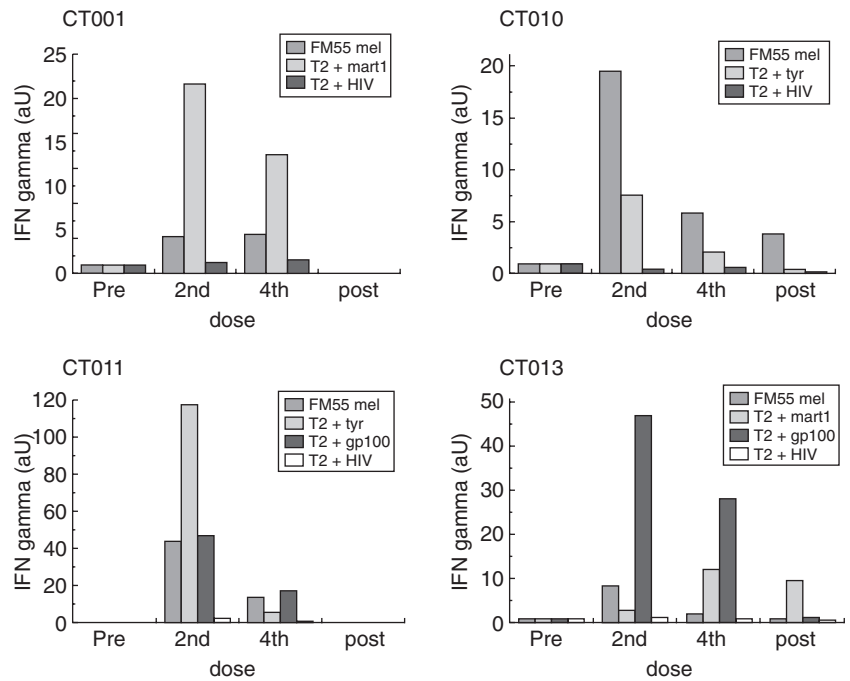 CT001
IFN gamma (aU)
25
20
15
10
5
0
FM55 mel
T2 + mart1
T2 + HIV
Pre 2nd 4th post
dose
CT010
IFN gamma (aU)
20
15
10
5
0
FM55 mel
T2 + tyr
T2 + HIV
Pre 2nd 4th post
dose
CT011
IFN gamma (aU)
120
100
80
60
40
20
0
FM55 mel
T2 + tyr
T2 + gp100
T2 + HIV
Pre 2nd 4th post
dose
CT013
IFN gamma (aU)
50
40
30
20
10
0
FM55 mel
T2 + mart1
T2 + gp100
T2 + HIV
Pre 2nd 4th post
dose